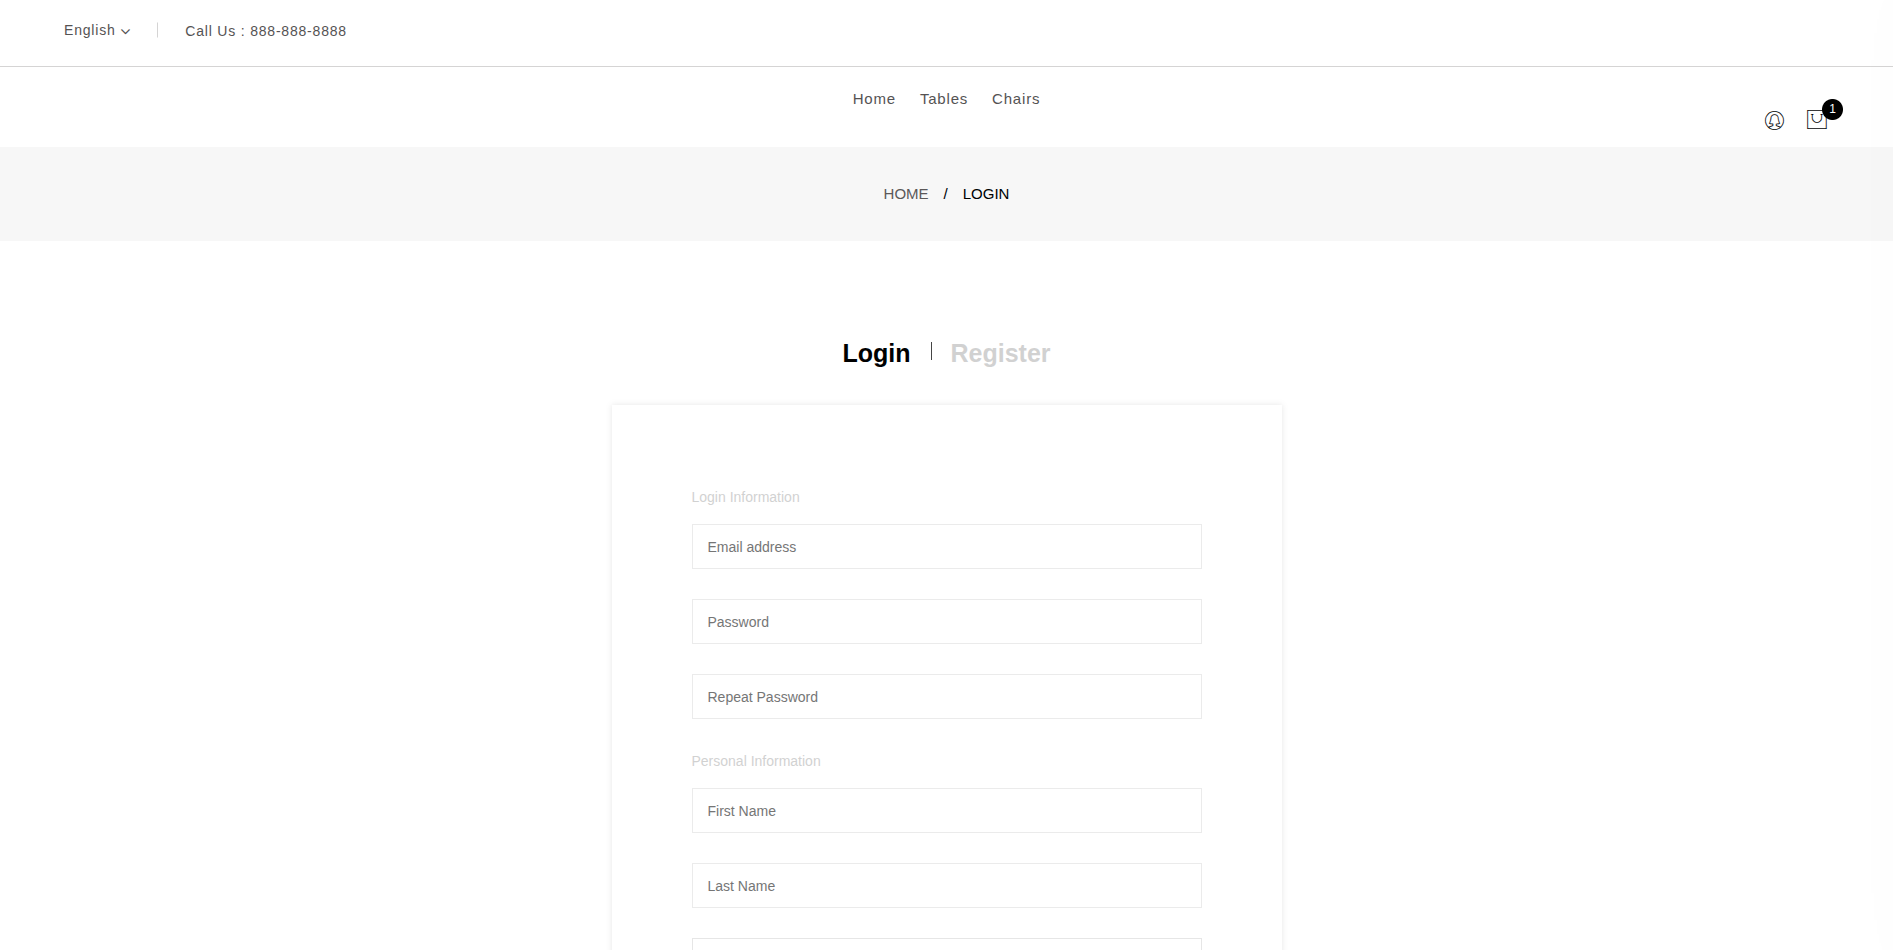 English
Call Us : 888-888-8888
Home Tables Chairs
1
HOME / LOGIN
Login Register
Login Information
Email address
Password
Repeat Password
Personal Information
First Name
Last Name